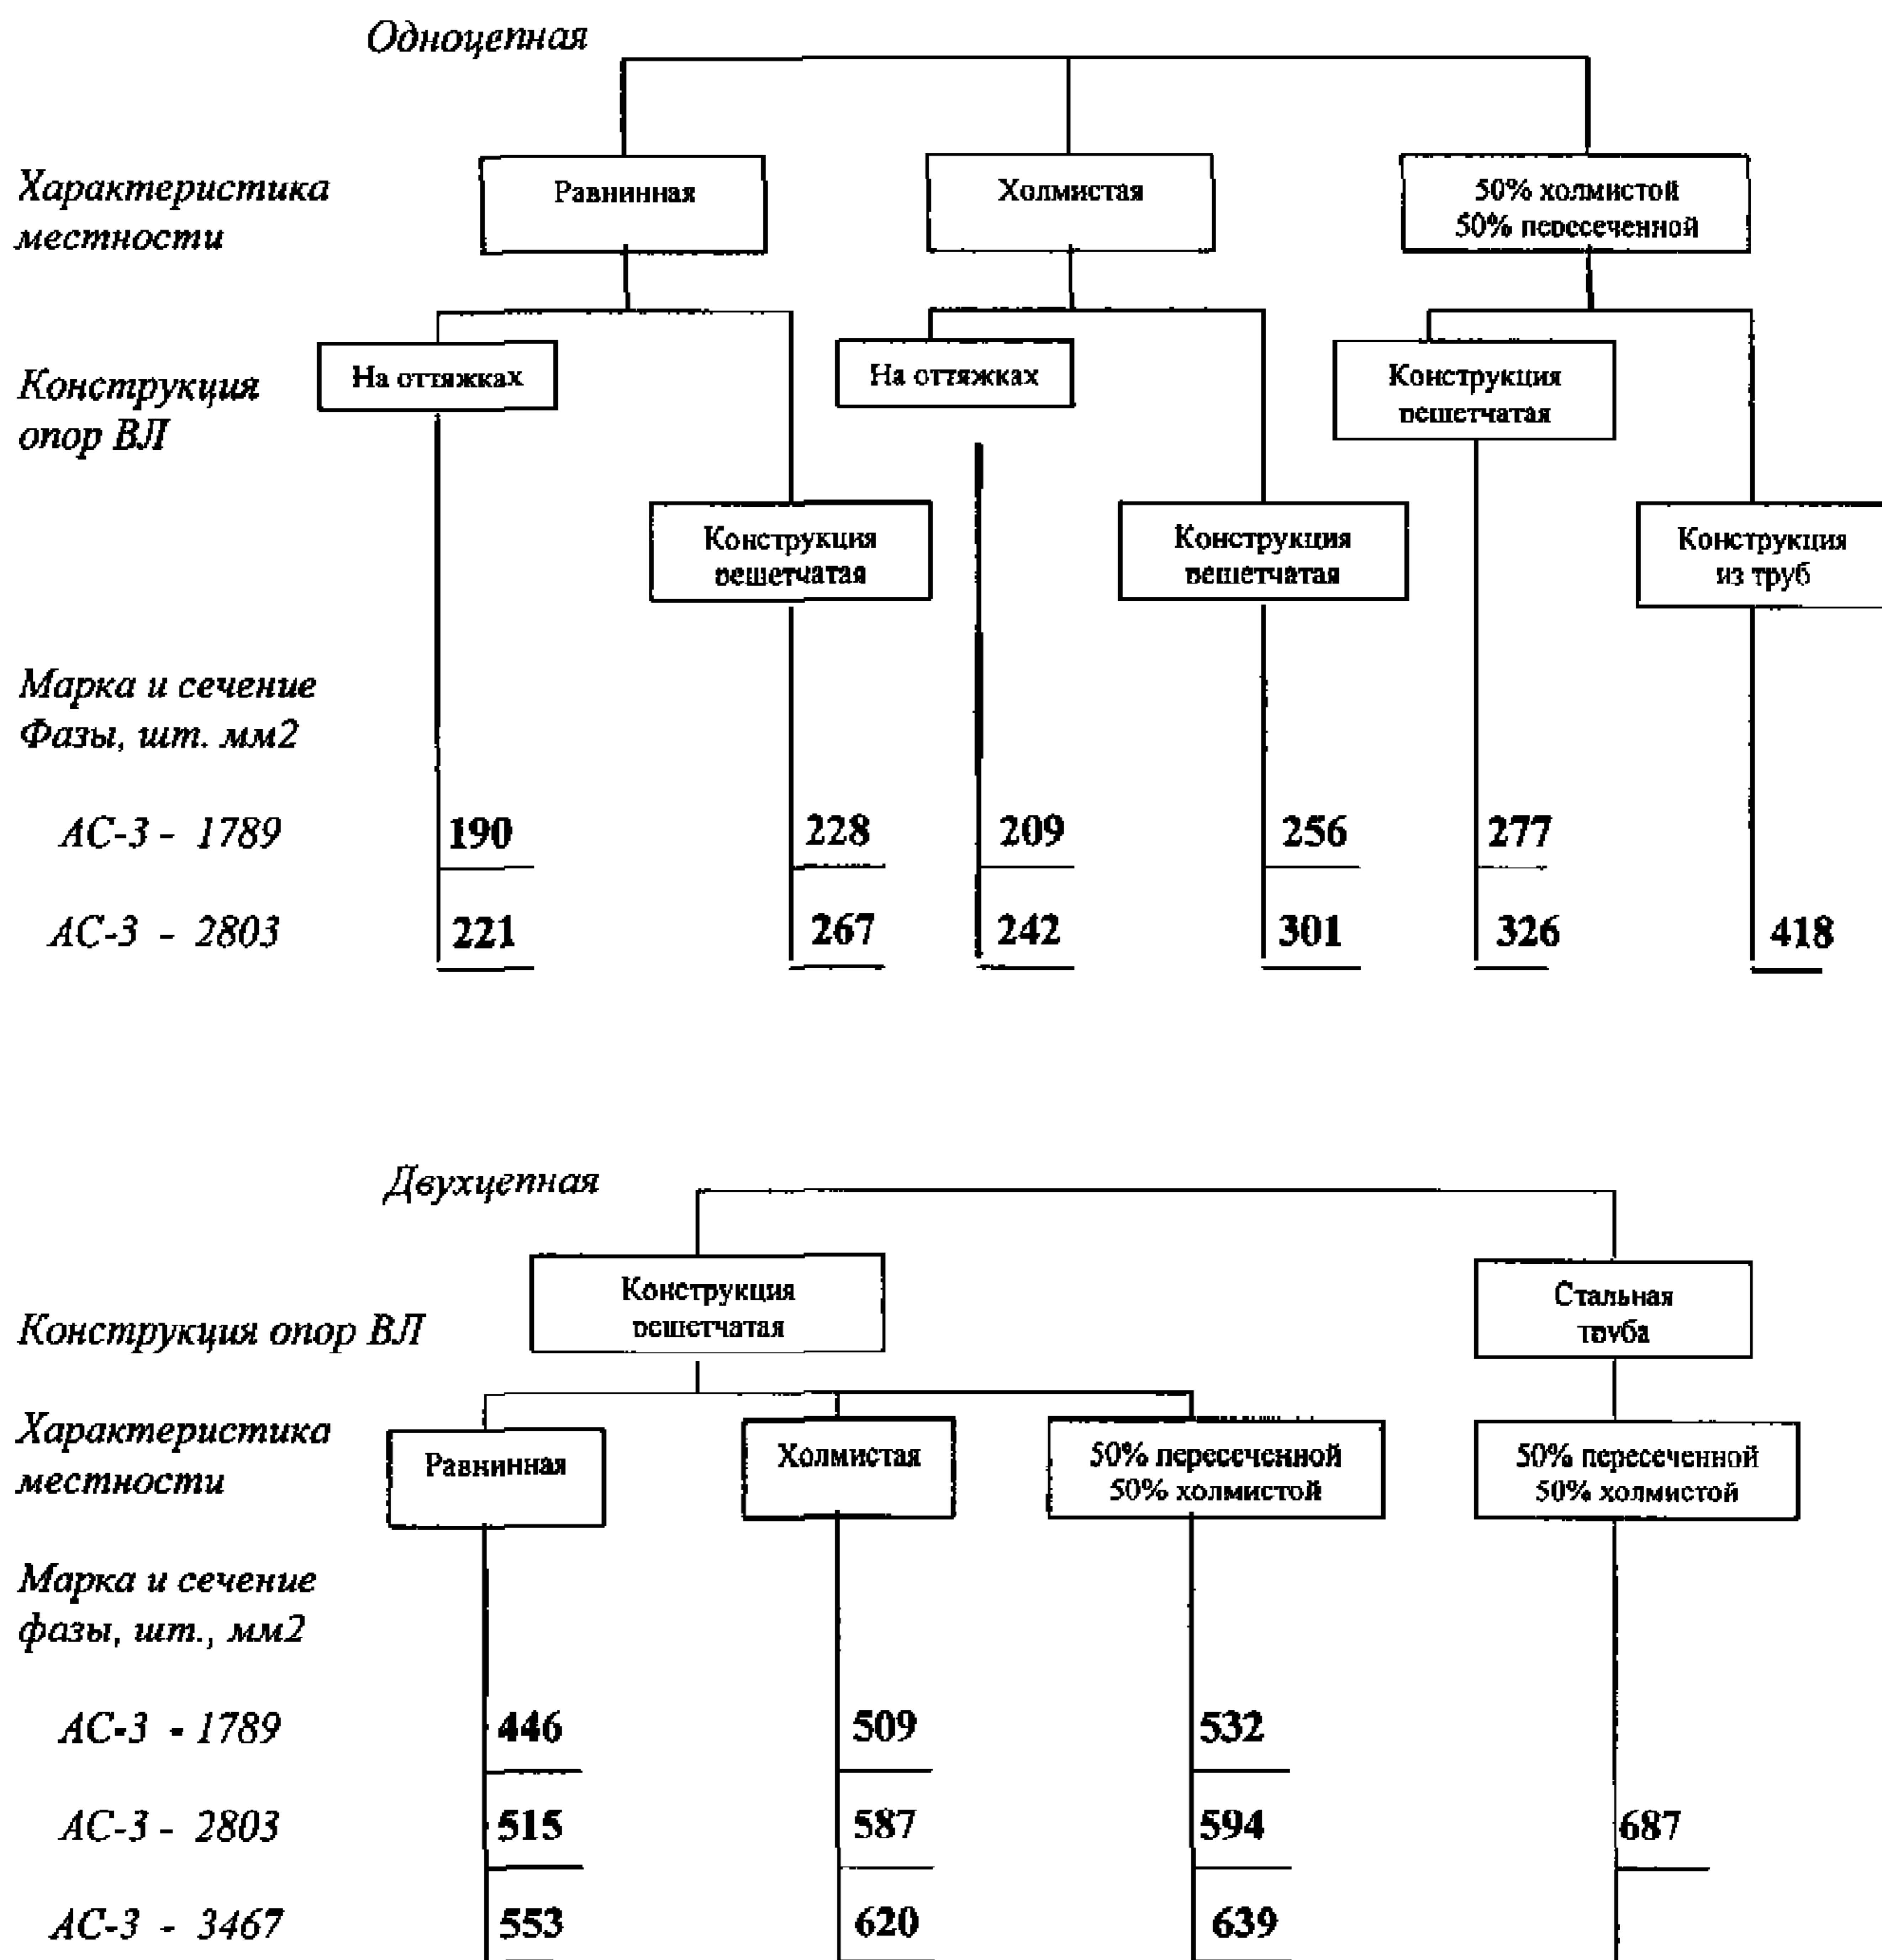 Одноцепная
Характеристика
местности
Равнинная
Холмистая
50% холмистой
50% пересеченной
Конструкция
опор ВЛ
На оттяжках
На оттяжках
Конструкция
решетчатая
Конструкция
решетчатая
Конструкция
решетчатая
Конструкция
из труб
Марка и сечение
Фазы, шт. мм2
АС-3 - 1789 190 228 209 256 277
АС-3 - 2803 221 267 242 301 326 418
Двухцепная
Конструкция опор ВЛ
Конструкция
решетчатая
Стальная
труба
Характеристика
местности
Равнинная
Холмистая
50% пересеченной
50% холмистой
50% пересеченной
50% холмистой
Марка и сечение
фазы, шт., мм2
АС-3 - 1789 446 509 532
АС-3 - 2803 515 587 594 687
АС-3 - 3467 553 620 639